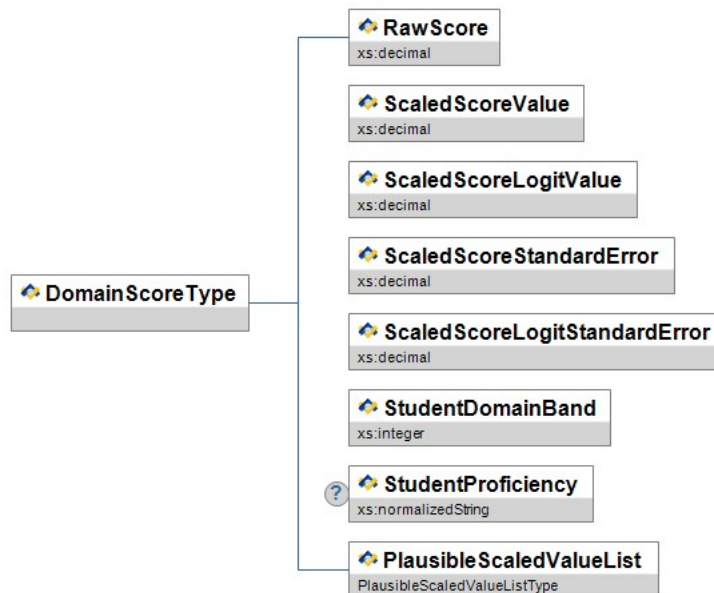 RawScore
xs:decimal
ScaledScoreValue
xs:decimal
ScaledScoreLogitValue
xs:decimal
ScaledScoreStandardError
xs:decimal
DomainScoreType
ScaledScoreLogitStandardError
xs:decimal
StudentDomainBand
xs:integer
?
StudentProficiency
xs:normalizedString
PlausibleScaledValueList
PlausibleScaledValueListType